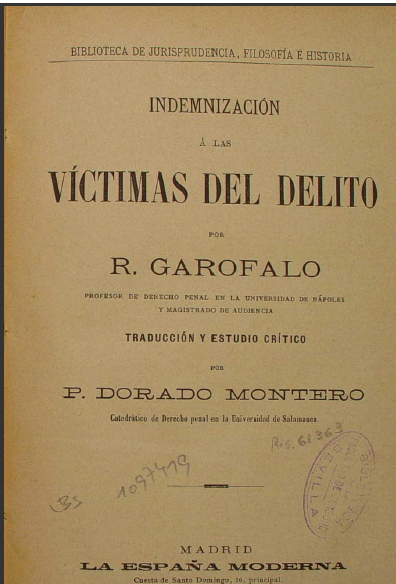 BIBLIOTECA DE JURISPRUDENCIA, FILOSOFÍA É HISTORIA
INDEMNIZACIÓN
Á LAS
VÍCTIMAS DEL DELITO
POR
R. GAROFALO
PROFESOR DE DERECHO PENAL EN LA UNIVERSIDAD DE NÁPOLES
Y MAGISTRADO DE AUDIENCIA
TRADUCCIÓN Y ESTUDIO CRÍTICO
POR
P. DORADO MONTERO
Catedrático de Derecho penal en la Universidad de Salamanca.
R.S. 61363
1097419
SEVILLA
MADRID
LA ESPAÑA MODERNA
Cuesta de Santo Domingo, 16, principal.